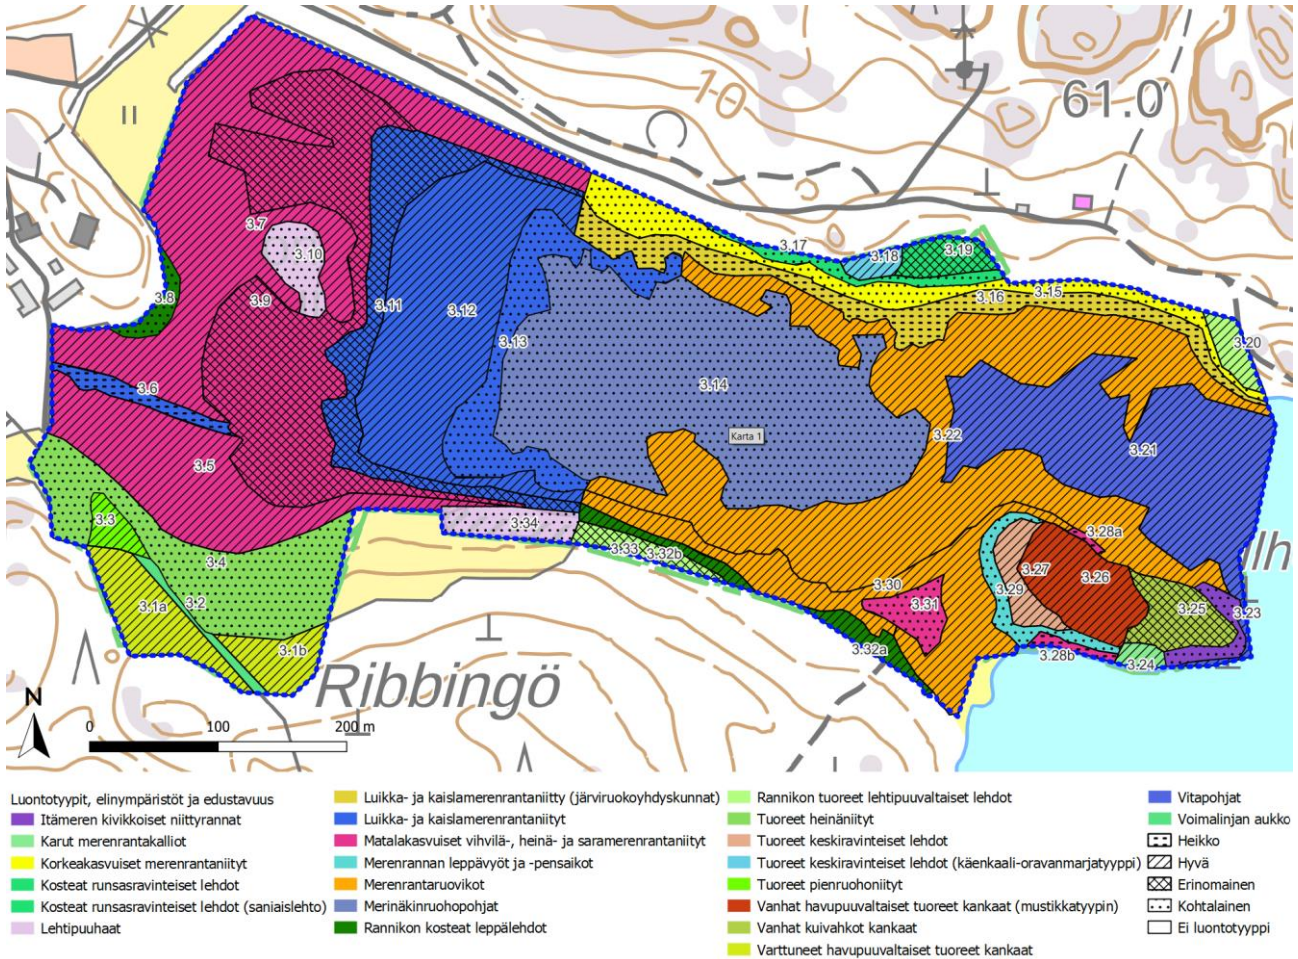 10
61.0
3.17
3.18
3.19
3.7
3.10
3.16
3.15
3.8
3.9
3.11
3.12
3.13
3.20
3.6
3.14
Karta 1
3.22
3.21
3.5
3.3
3.34
3.33
3.32b
3.28a
3.4
3.27
3.26
3.1a
3.2
3.30
3.29
3.31
3.25
3.23
3.1b
3.32a
3.28b
3.24
lh
Ribbingö
N
0 100 200 m
Luontotyypit, elinympäristöt ja edustavuus
Itämeren kivikkoiset niittyrannat
Karut merenrantakalliot
Korkeakasvuiset merenrantaniityt
Kosteat runsasravinteiset lehdot
Kosteat runsasravinteiset lehdot (saniaislehto)
Lehtipuuhaat
Luikka- ja kaislamerenrantaniitty (järviruokoyhdyskunnat)
Luikka- ja kaislamerenrantaniityt
Matalakasvuiset vihvilä-, heinä- ja saramerenrantaniityt
Merenrannan leppävyöt ja -pensaikot
Merenrantaruovikot
Merinäkinruohopohjat
Rannikon kosteat leppälehdot
Rannikon tuoreet lehtipuuvaltaiset lehdot
Tuoreet heinäniityt
Tuoreet keskiravinteiset lehdot
Tuoreet keskiravinteiset lehdot (käenkaali-oravanmarjatyyppi)
Tuoreet pienruohoniityt
Vanhat havupuuvaltaiset tuoreet kankaat (mustikkatyypin)
Vanhat kuivahkot kankaat
Varttuneet havupuuvaltaiset tuoreet kankaat
Vitapohjat
Voimalinjan aukko
Heikko
Hyvä
Erinomainen
Kohtalainen
Ei luontotyyppi